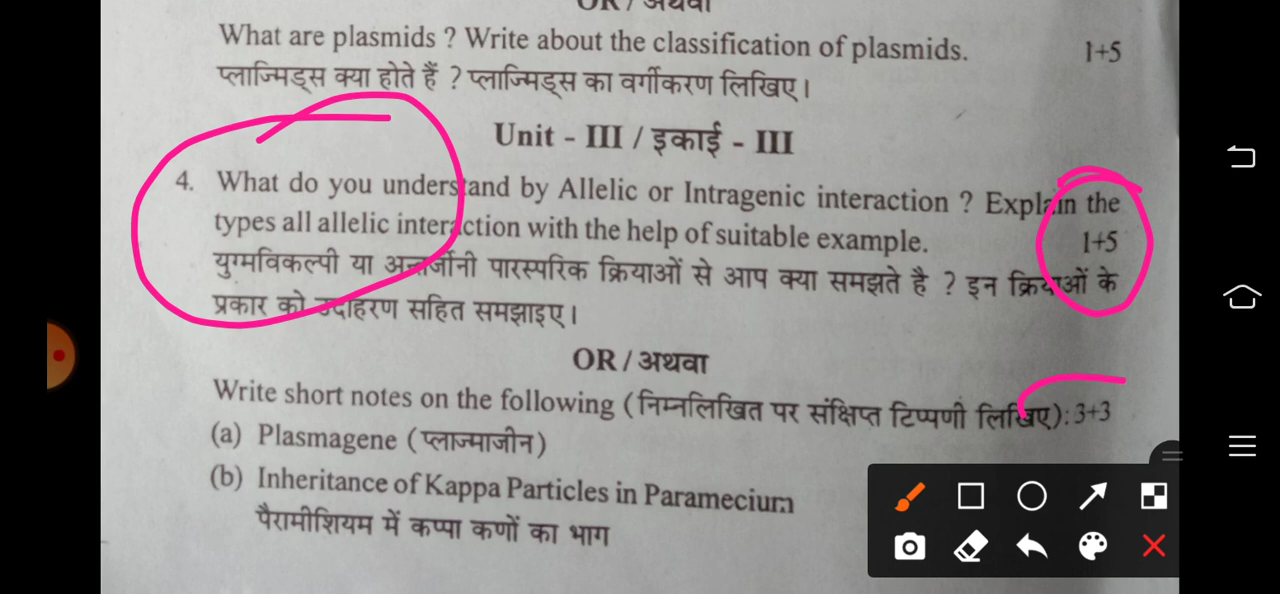 OR / अथवा
What are plasmids ? Write about the classification of plasmids. 1+5
प्लाज्मिड्स क्या होते हैं ? प्लाज्मिड्स का वर्गीकरण लिखिए।
Unit - III / इकाई - III
4. What do you understand by Allelic or Intragenic interaction ? Explain the
types all allelic interaction with the help of suitable example. 1+5
युग्मविकल्पी या अन्तर्जीनी पारस्परिक क्रियाओं से आप क्या समझते है ? इन क्रियाओं के
प्रकार को उदाहरण सहित समझाइए।
OR / अथवा
Write short notes on the following (निम्नलिखित पर संक्षिप्त टिप्पणी लिखिए): 3+3
(a) Plasmagene (प्लाज्माजीन)
(b) Inheritance of Kappa Particles in Paramecium
पैरामीशियम में कप्पा कणों का भाग